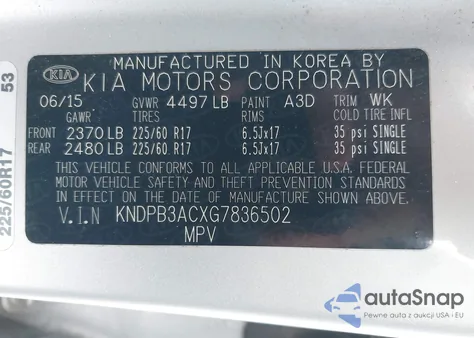 MANUFACTURED IN KOREA BY
KIA KIA MOTORS CORPORATION
06/15 GVWR 4497 LB PAINT A3D TRIM WK
GAWR TIRES RIMS COLD TIRE INFL
FRONT 2370 LB 225/60 R17 6.5Jx17 35 psi SINGLE
REAR 2480 LB 225/60 R17 6.5Jx17 35 psi SINGLE
THIS VEHICLE CONFORMS TO ALL APPLICABLE U.S.A. FEDERAL
MOTOR VEHICLE SAFETY AND THEFT PREVENTION STANDARDS IN
EFFECT ON THE DATE OF MANUFACTURE SHOWN ABOVE.
V.I.N KNDPB3ACXG7836502
MPV
225/60R17 53
autoSnap
Pewne auta z aukcji USA i EU